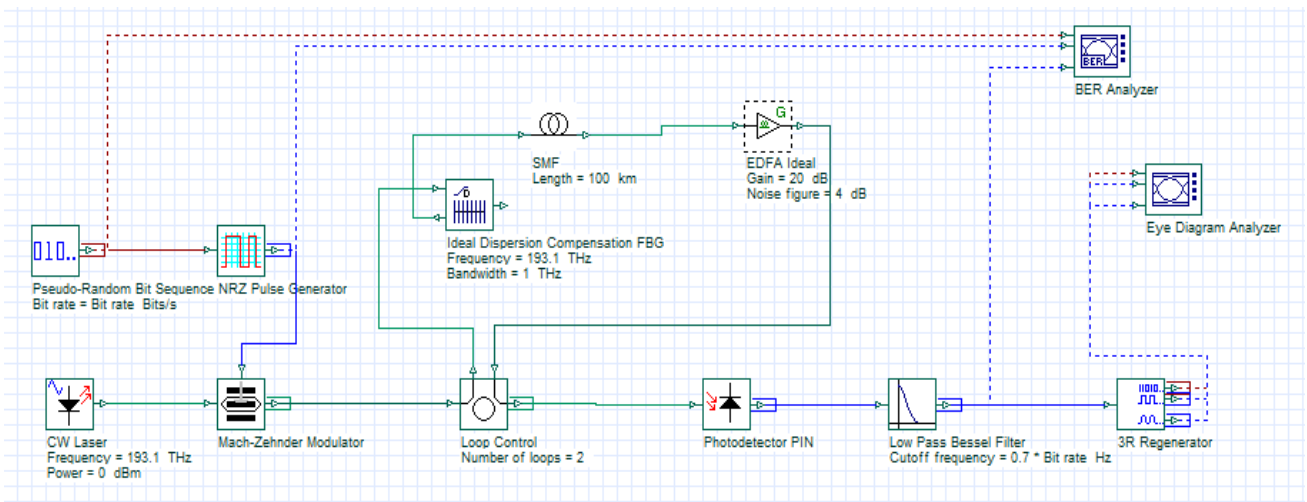 BER
BER Analyzer
G
SMF
Length = 100 km
EDFA Ideal
Gain = 20 dB
Noise figure = 4 dB
D
Ideal Dispersion Compensation FBG
Frequency = 193.1 THz
Bandwidth = 1 THz
Eye Diagram Analyzer
010..
Pseudo-Random Bit Sequence
Bit rate = Bit rate Bits/s
NRZ Pulse Generator
CW Laser
Frequency = 193.1 THz
Power = 0 dBm
Mach-Zehnder Modulator
Loop Control
Number of loops = 2
Photodetector PIN
Low Pass Bessel Filter
Cutoff frequency = 0.7 * Bit rate Hz
3R Regenerator